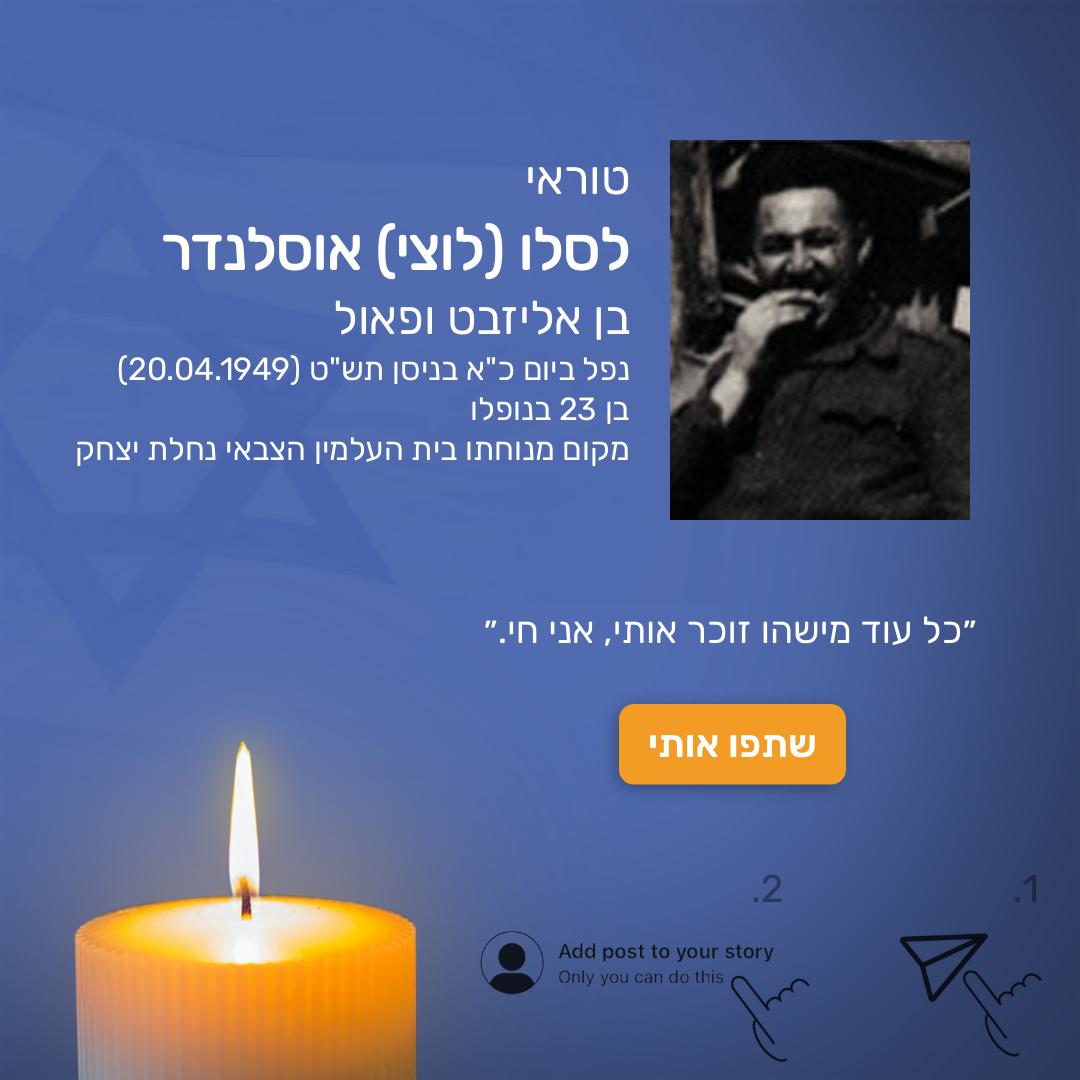 טוראי
לסלו (לוצי) אוסלנדר
בן אליזבט ופאול
נפל ביום כ"א בניסן תש"ט (20.04.1949)
בן 23 בנופלו
מקום מנוחתו בית העלמין הצבאי נחלת יצחק
״כל עוד מישהו זוכר אותי, אני חי.״
שתפו אותי
1.
2.
Add post to your story
Only you can do this